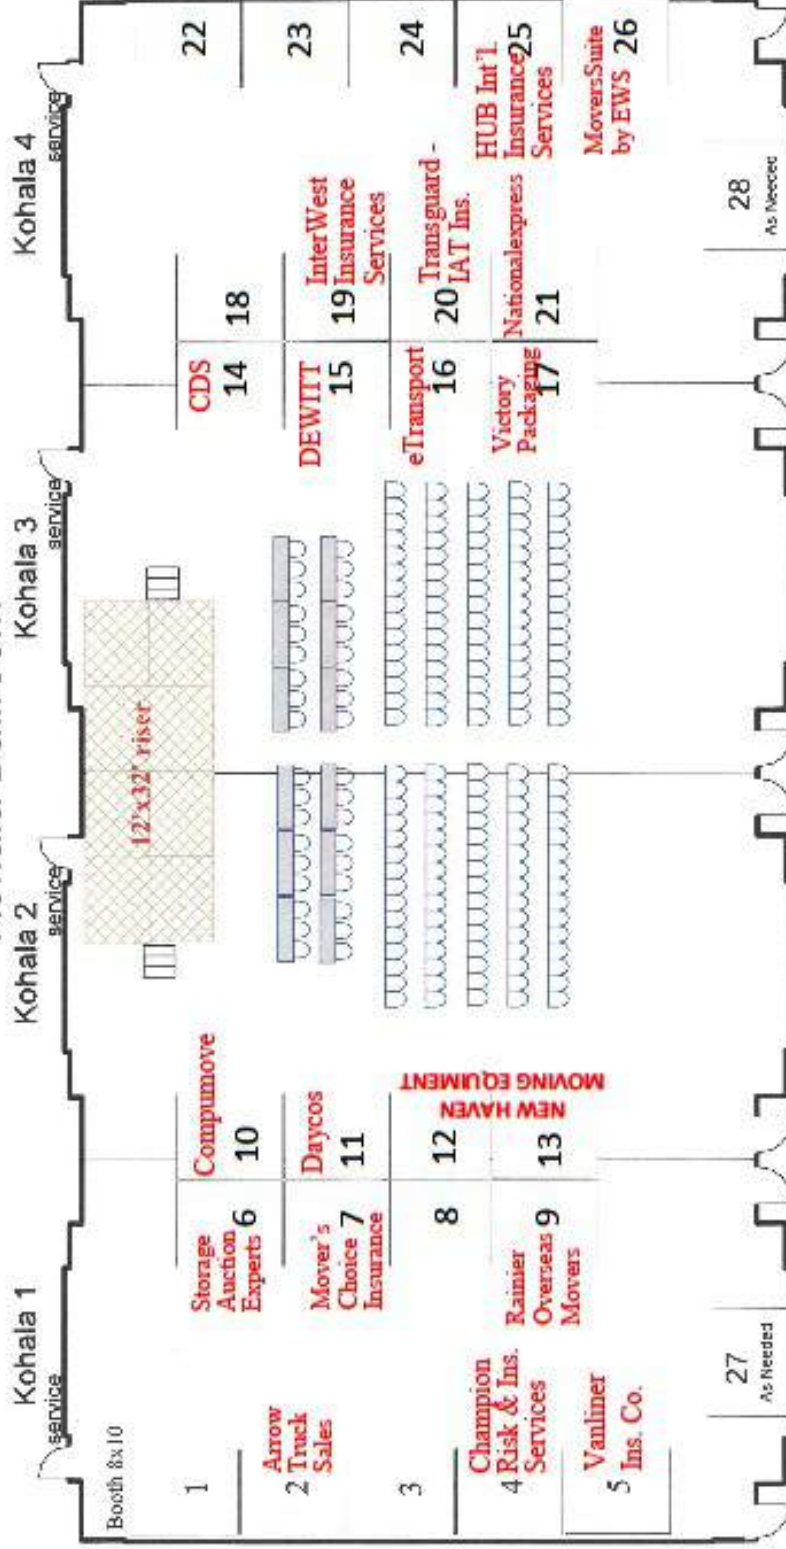 Kohala 1
Kohala 2
Kohala 3
Kohala 4
service
service
service
service
Booth 8x10
12'x32' riser
1
2
Arrow
Truck
Sales
3
4
Champion
Risk & Ins.
Services
5
Vanliner
Ins. Co.
Storage
Auction
Experts
6
Mover's
Choice
Insurance
7
8
Rainier
Overseas
Movers
9
Compumove
10
Daycos
11
12
13
NEW HAVEN
MOVING EQUIMENT
CDS
14
DEWITT
15
eTransport
16
Victory
Packaging
17
18
InterWest
Insurance
Services
19
Transguard -
IAT Ins.
20
Nationalexpress
21
22
23
24
HUB Int'l
Insurance
Services
25
MoversSuite
by EWS
26
27
As Needed
28
As Needed